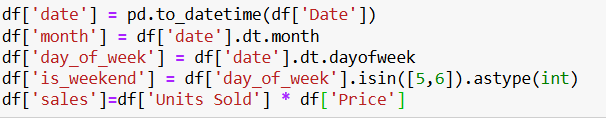 df['date'] = pd.to_datetime(df['Date'])
df['month'] = df['date'].dt.month
df['day_of_week'] = df['date'].dt.dayofweek
df['is_weekend'] = df['day_of_week'].isin([5,6]).astype(int)
df['sales']=df['Units Sold'] * df['Price']